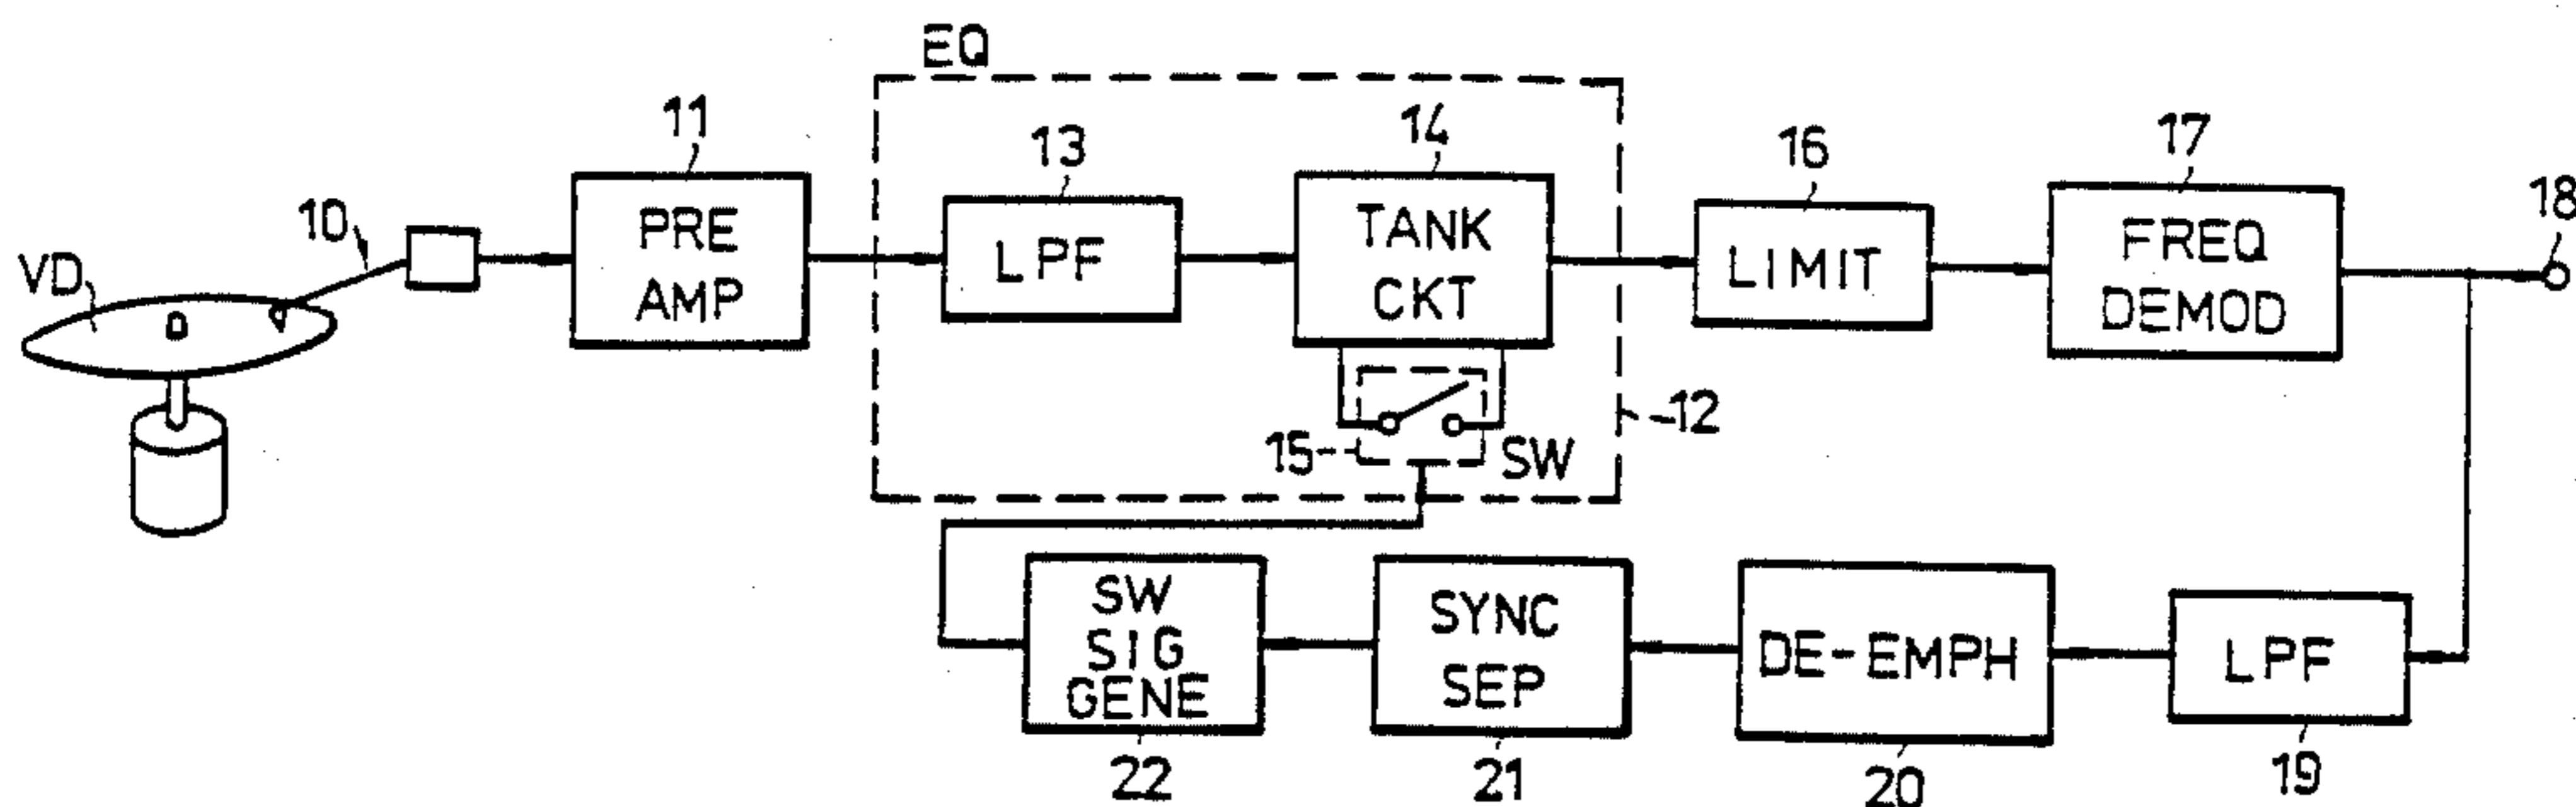 EQ
11
13
14
16
17
18
10
VD
PRE
AMP
LPF
TANK
CKT
LIMIT
FREQ
DEMOD
12
15
SW
SW
SIG
GENE
SYNC
SEP
DE-EMPH
LPF
22
21
20
19